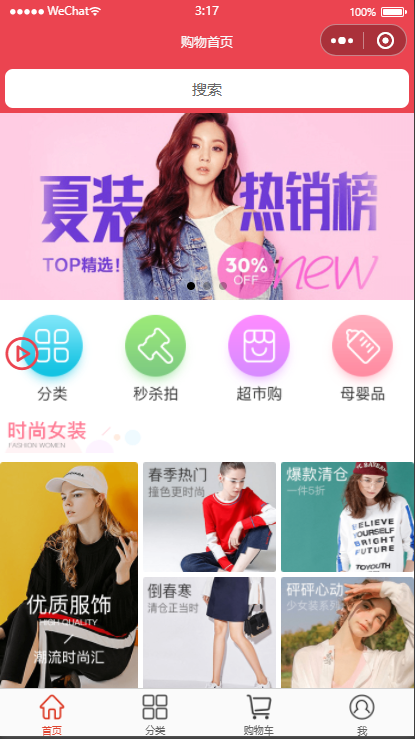 WeChat
3:17
100%
购物首页
搜索
夏装
热销榜
TOP精选!
30%
OFF
new
分类
秒杀拍
超市购
母婴品
时尚女装
FASHION WOMEN
春季热门
撞色更时尚
爆款清仓
一件5折
BELIEVE
YOURSELF
BRIGHT
FUTURE
TOYOUTH
优质服饰
HIGH QUALITY
潮流时尚汇
倒春寒
清仓正当时
砰砰心动
少女装系列
首页
分类
购物车
我